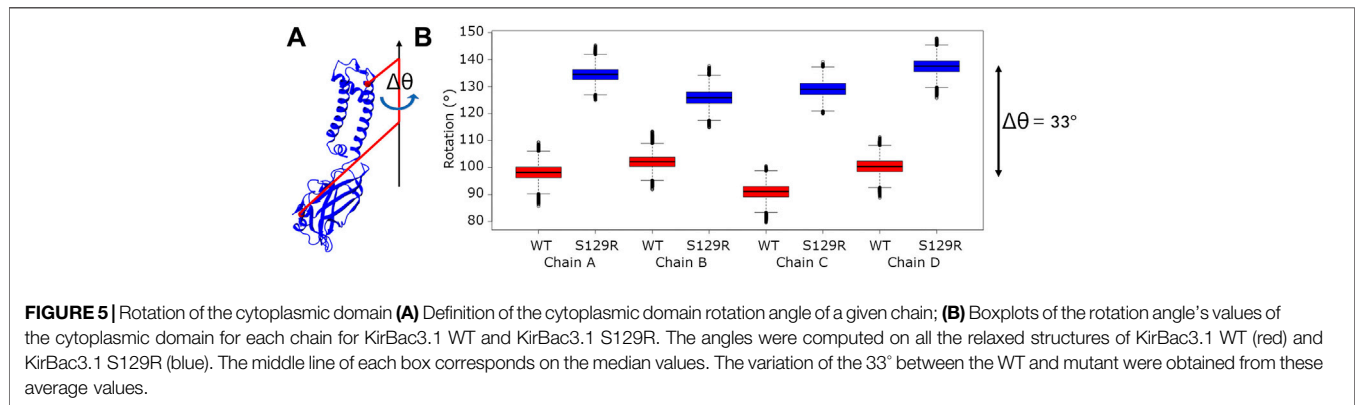 A
B
Δθ
Rotation (°)
150
140
130
120
110
100
90
80
WT S129R WT S129R WT S129R WT S129R
Chain A Chain B Chain C Chain D
Δθ = 33°
FIGURE 5 | Rotation of the cytoplasmic domain (A) Definition of the cytoplasmic domain rotation angle of a given chain; (B) Boxplots of the rotation angle's values of
the cytoplasmic domain for each chain for KirBac3.1 WT and KirBac3.1 S129R. The angles were computed on all the relaxed structures of KirBac3.1 WT (red) and
KirBac3.1 S129R (blue). The middle line of each box corresponds on the median values. The variation of the 33° between the WT and mutant were obtained from these
average values.